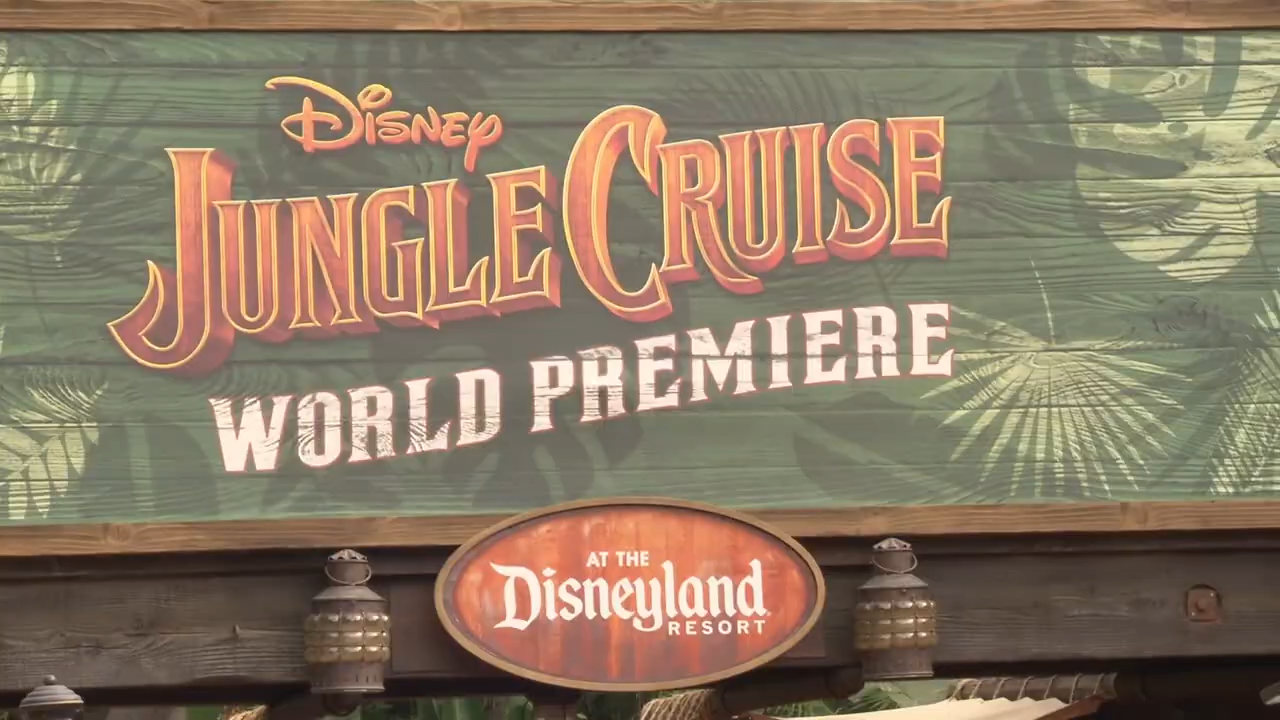 Disney
Jungle Cruise
WORLD PREMIERE
AT THE
Disneyland
RESORT